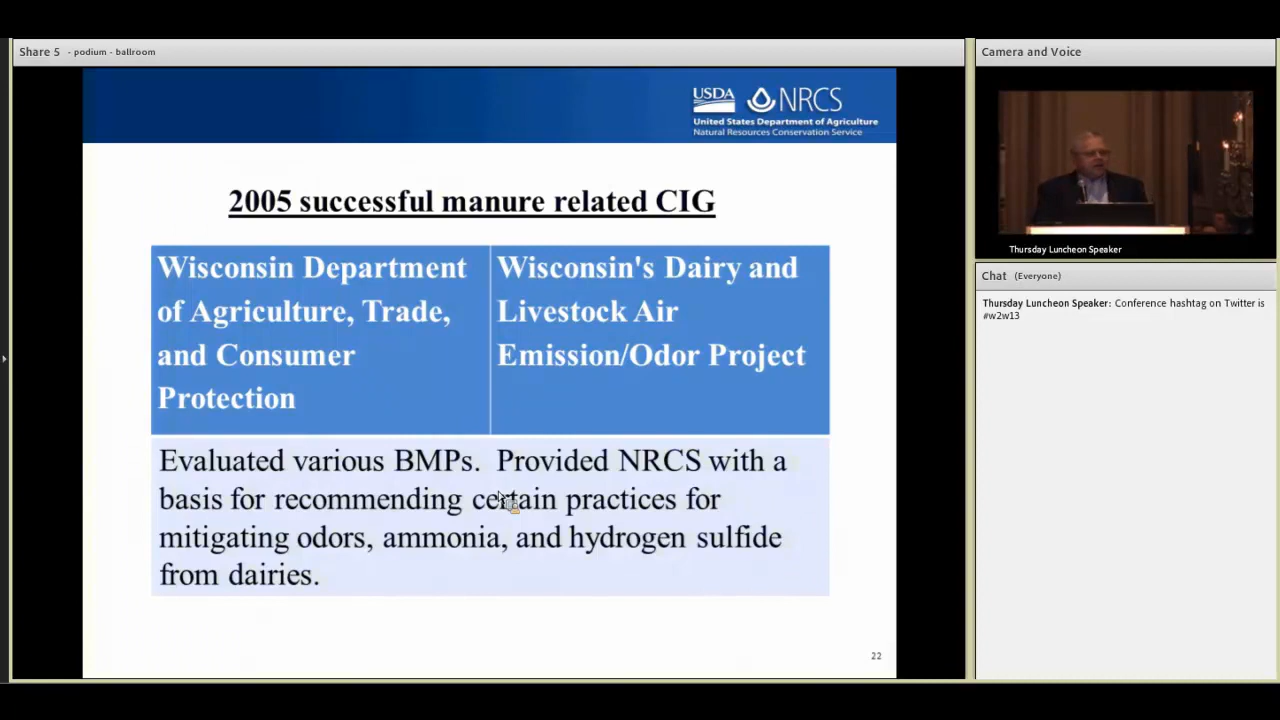 Share 5 - podium - ballroom
USDA NRCS
United States Department of Agriculture
Natural Resources Conservation Service
2005 successful manure related CIG
Wisconsin Department
of Agriculture, Trade,
and Consumer
Protection
Wisconsin's Dairy and
Livestock Air
Emission/Odor Project
Evaluated various BMPs. Provided NRCS with a
basis for recommending certain practices for
mitigating odors, ammonia, and hydrogen sulfide
from dairies.
22
Camera and Voice
Thursday Luncheon Speaker
Chat (Everyone)
Thursday Luncheon Speaker: Conference hashtag on Twitter is
#w2w13